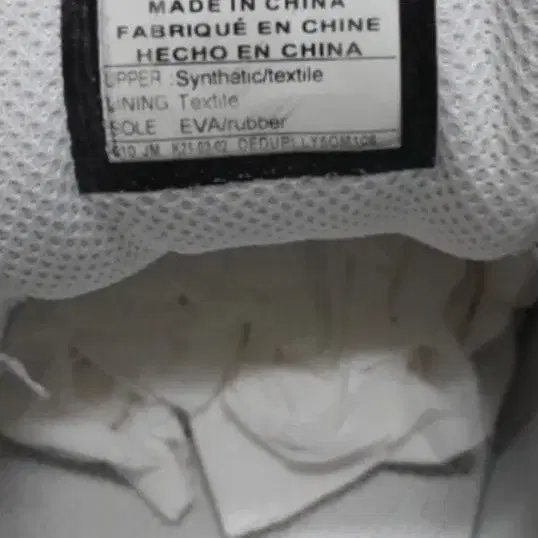 MADE IN CHINA
FABRIQUÉ EN CHINE
HECHO EN CHINA
UPPER : Synthetic/textile
LINING Textile
SOLE EVA/rubber